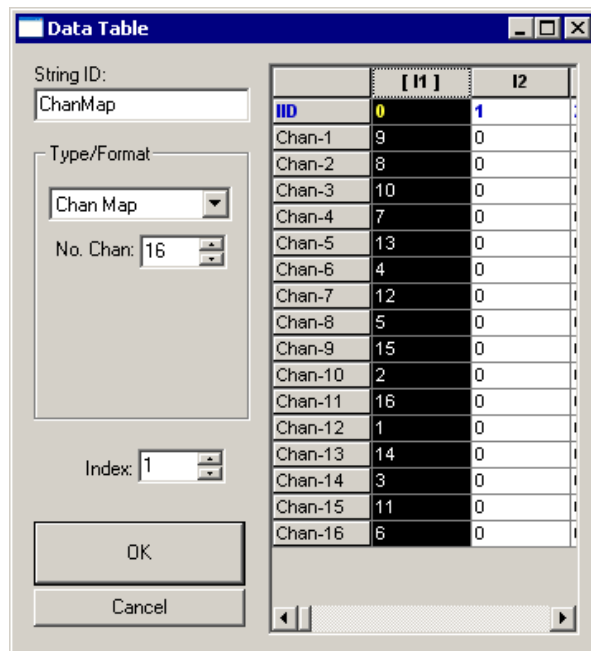 Data Table
String ID:
ChanMap
Type/Format
Chan Map
No. Chan: 16
Index: 1
OK
Cancel
[ I1 ] I2
IID 0 1
Chan-1 9 0
Chan-2 8 0
Chan-3 10 0
Chan-4 7 0
Chan-5 13 0
Chan-6 4 0
Chan-7 12 0
Chan-8 5 0
Chan-9 15 0
Chan-10 2 0
Chan-11 16 0
Chan-12 1 0
Chan-13 14 0
Chan-14 3 0
Chan-15 11 0
Chan-16 6 0